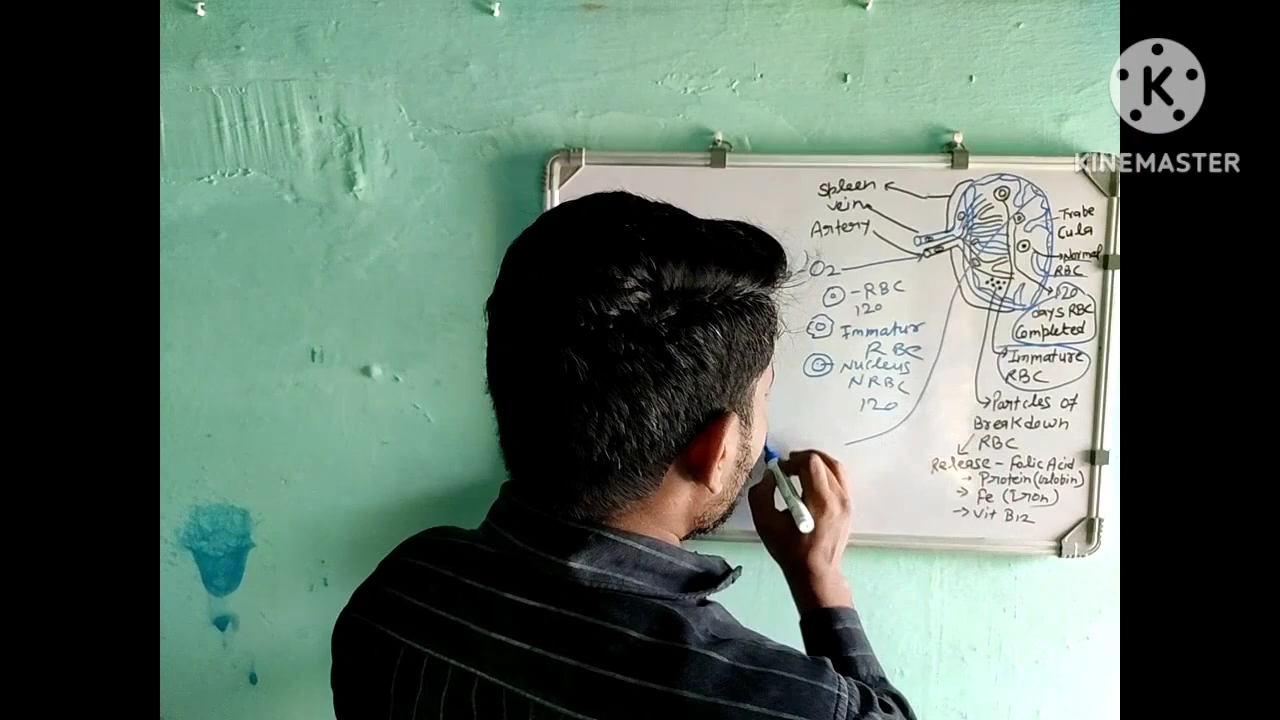 Spleen
vein
Artery
O2
-RBC
120
Immatur
RBC
Nucleus
NRBC
120
Trabe
Cula
Normal
RBC
120
days RBC
Completed
Immature
RBC
Particles of
Breakdown
RBC
Release - Folic Acid
Protein (Globin)
Fe (Iron)
Vit B12
K
KINEMASTER